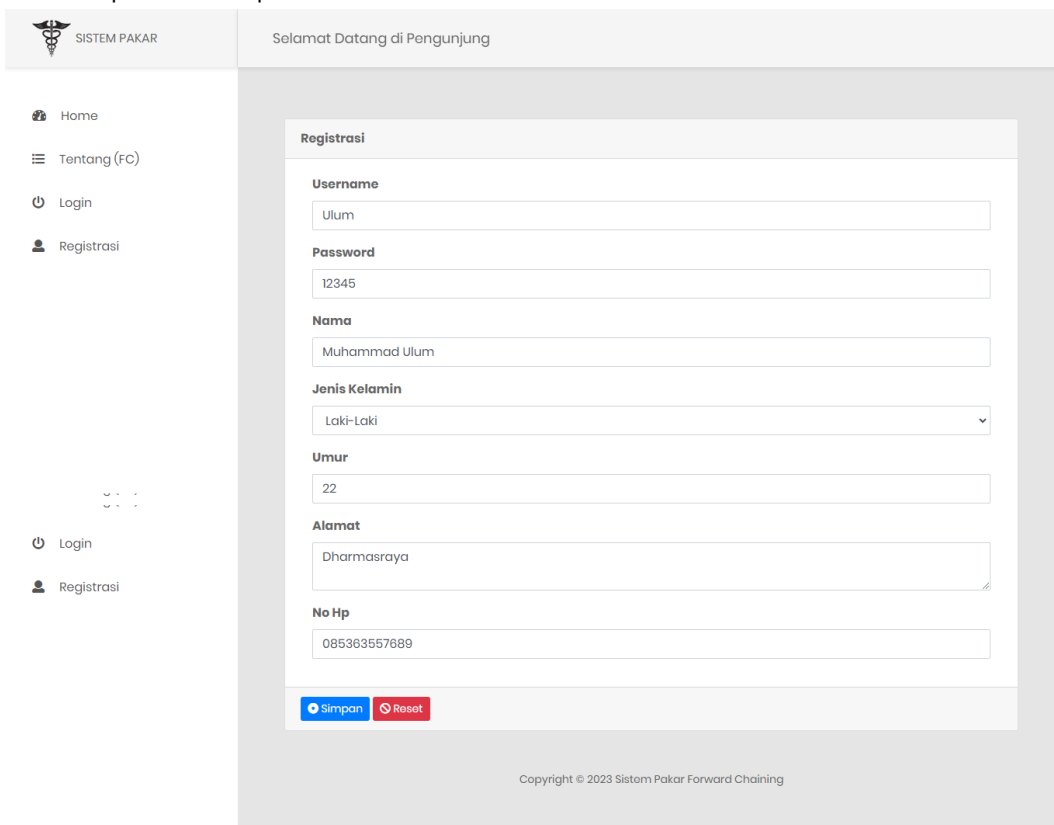 SISTEM PAKAR
Selamat Datang di Pengunjung
Home
Tentang (FC)
Login
Registrasi
Login
Registrasi
Registrasi
Username
Ulum
Password
12345
Nama
Muhammad Ulum
Jenis Kelamin
Laki-Laki
Umur
22
Alamat
Dharmasraya
No Hp
085363557689
Simpan Reset
Copyright © 2023 Sistem Pakar Forward Chaining